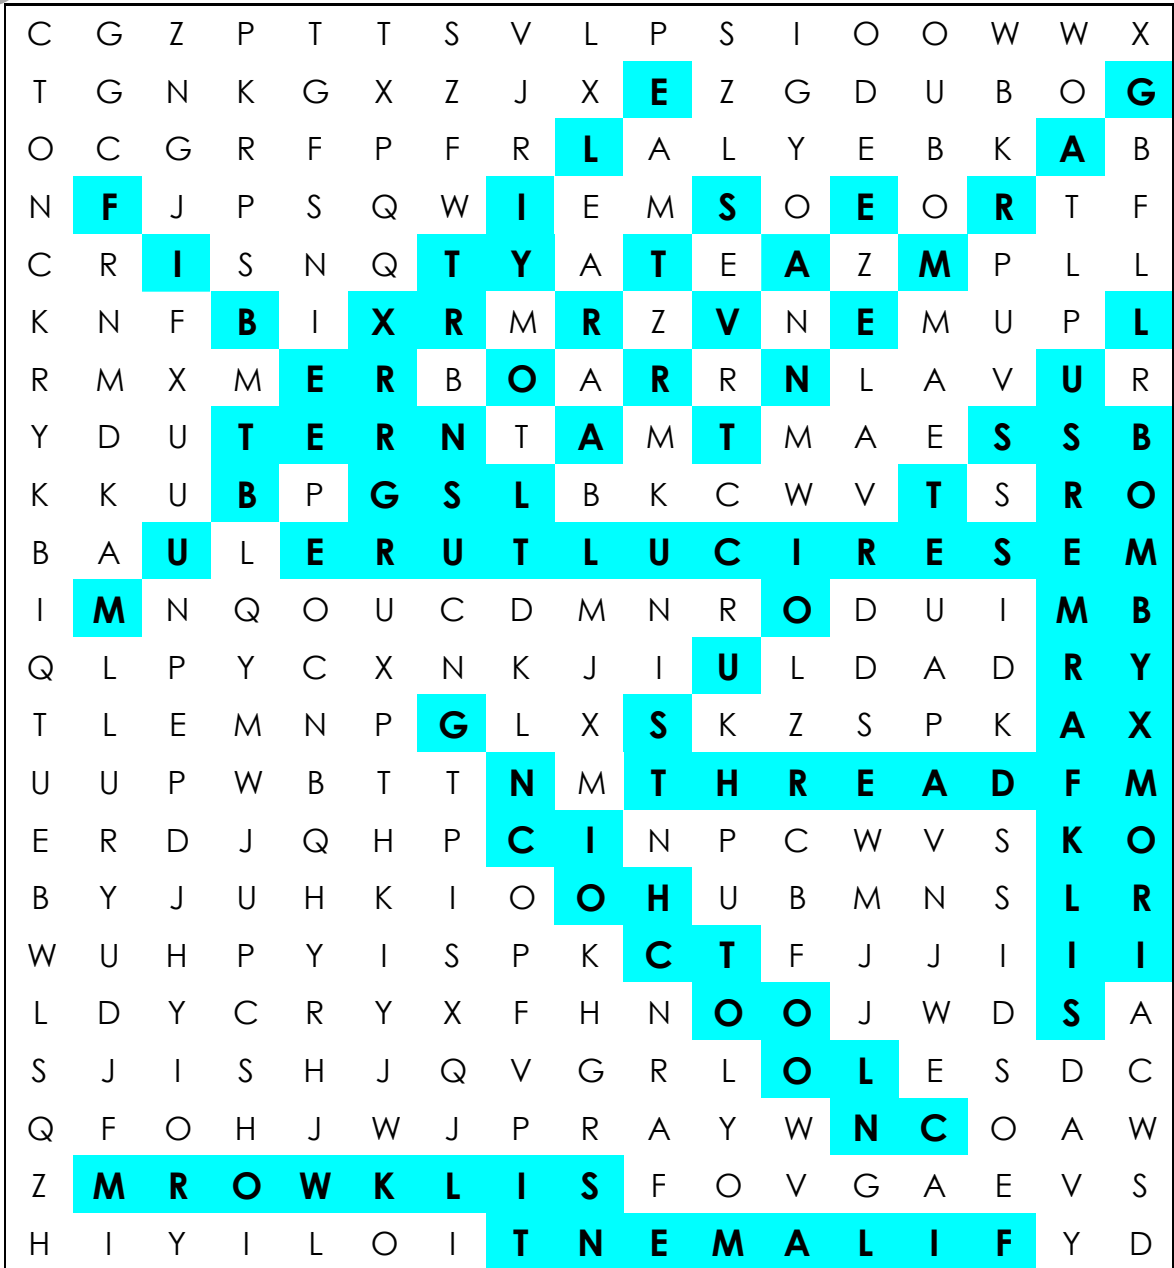 C G Z P T T S V L P S I O O W W X
T G N K G X Z J X E Z G D U B O G
O C G R F P F R L A L Y E B K A B
N F J P S Q W I E M S O E O R T F
C R I S N Q T Y A T E A Z M P L L
K N F B I X R M R Z V N E M U P L
R M X M E R B O A R R N L A V U R
Y D U T E R N T A M T M A E S S B
K K U B P G S L B K C W V T S R O
B A U L E R U T L U C I R E S E M
I M N Q O U C D M N R O D U I M B
Q L P Y C X N K J I U L D A D R Y
T L E M N P G L X S K Z S P K A X
U U P W B T T N M T H R E A D F M
E R D J Q H P C I N P C W V S K O
B Y J U H K I O O H U B M N S L R
W U H P Y I S P K C T F J J I I I
L D Y C R Y X F H N O O J W D S A
S J I S H J Q V G R L O L E S D C
Q F O H J W J P R A Y W N C O A W
Z M R O W K L I S F O V G A E V S
H I Y I L O I T N E M A L I F Y D